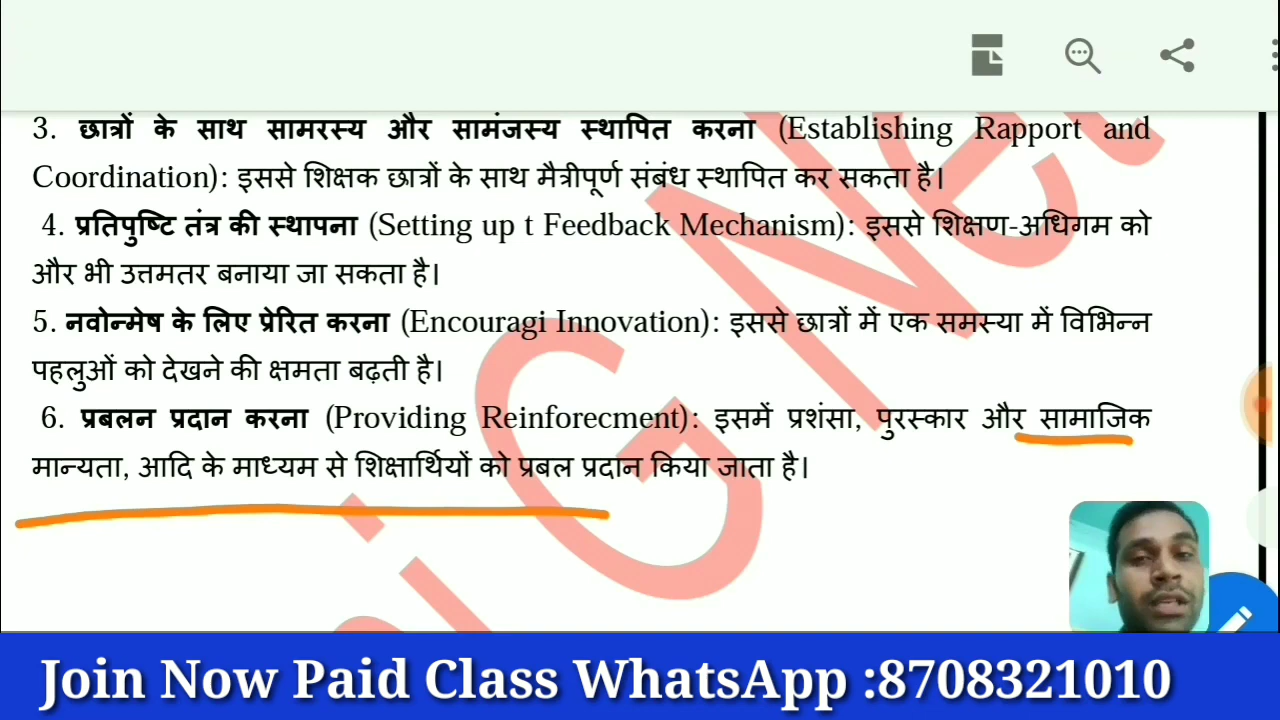 3. छात्रों के साथ सामरस्य और सामंजस्य स्थापित करना (Establishing Rapport and
Coordination): इससे शिक्षक छात्रों के साथ मैत्रीपूर्ण संबंध स्थापित कर सकता है।
4. प्रतिपुष्टि तंत्र की स्थापना (Setting up t Feedback Mechanism): इससे शिक्षण-अधिगम को
और भी उत्तमतर बनाया जा सकता है।
5. नवोन्मेष के लिए प्रेरित करना (Encouragi Innovation): इससे छात्रों में एक समस्या में विभिन्न
पहलुओं को देखने की क्षमता बढ़ती है।
6. प्रबलन प्रदान करना (Providing Reinforecment): इसमें प्रशंसा, पुरस्कार और सामाजिक
मान्यता, आदि के माध्यम से शिक्षार्थियों को प्रबल प्रदान किया जाता है।
i G Net
Join Now Paid Class WhatsApp :8708321010